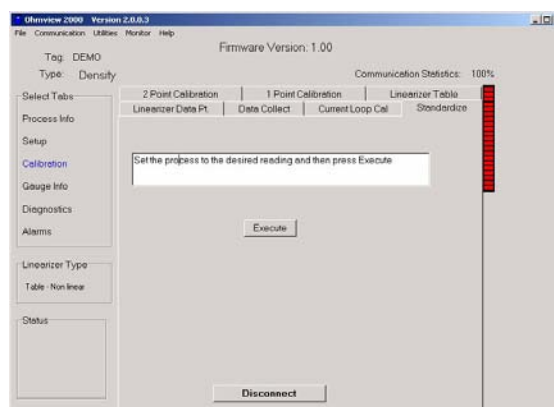 Ohmview 2000 Version 2.0.0.3
File Communication Utilities Monitor Help
Firmware Version: 1.00
Tag: DEMO
Type: Density
Communication Statistics: 100%
Select Tabs
Process Info
Setup
Calibration
Gauge Info
Diagnostics
Alarms
2 Point Calibration
1 Point Calibration
Linearizer Table
Linearizer Data Pt.
Data Collect
Current Loop Cal
Standardize
Set the process to the desired reading and then press Execute
Execute
Linearizer Type
Table - Non linear
Status
Disconnect